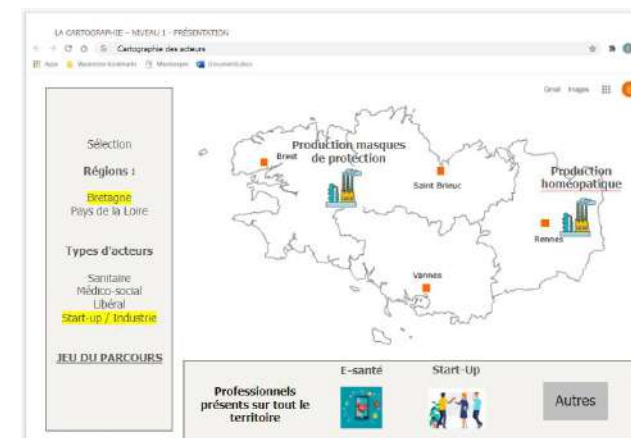 LA CARTOGRAPHIE – NIVEAU 1 - PRÉSENTATION
Cartographie des acteurs
Apps
Gmail Images
Sélection
Régions :
Bretagne
Pays de la Loire
Types d'acteurs
Sanitaire
Médico-social
Libéral
Start-up / Industrie
JEU DU PARCOURS
Production masques
de protection
Brest
Saint Brieuc
Production
homéopatique
Rennes
Vannes
Professionnels
présents sur tout le
territoire
E-santé
Start-Up
Autres